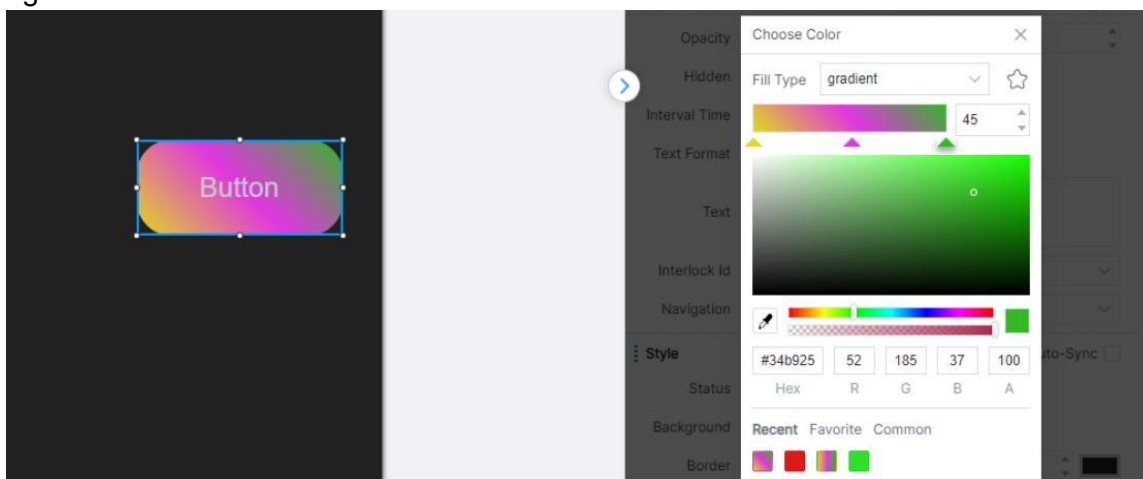 Button
Opacity
Hidden
Interval Time
Text Format
Text
Interlock Id
Navigation
Style
uto-Sync
Status
Background
Border
Choose Color
Fill Type gradient
45
#34b925 52 185 37 100
Hex R G B A
Recent Favorite Common